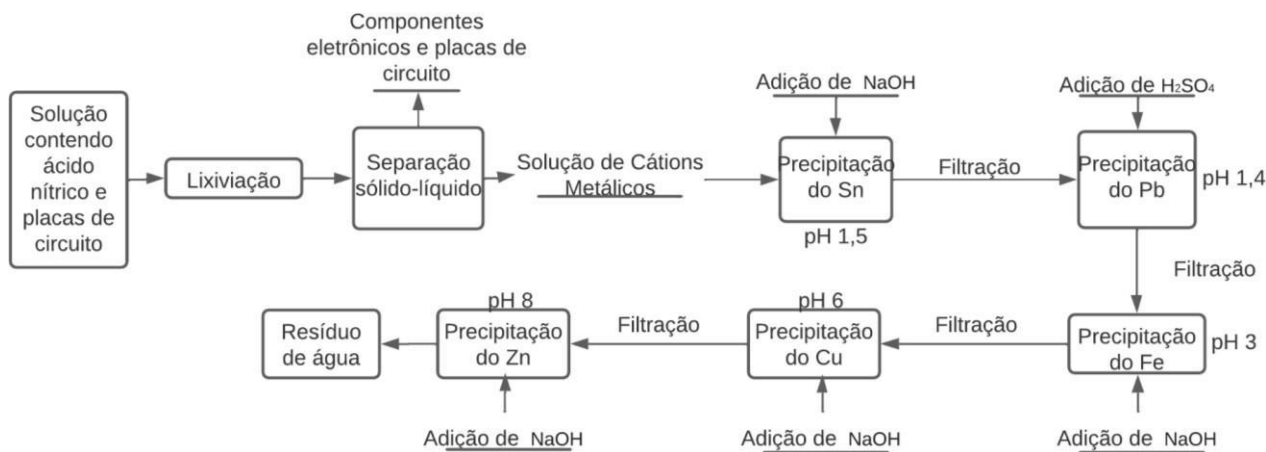 Solução
contendo
ácido
nítrico e
placas de
circuito
Lixiviação
Componentes
eletrônicos e placas de
circuito
Separação
sólido-líquido
Solução de Cátions
Metálicos
Adição de NaOH
Precipitação
do Sn
pH 1,5
Filtração
Adição de H₂SO₄
Precipitação
do Pb
pH 1,4
Filtração
Precipitação
do Fe
pH 3
Adição de NaOH
Filtração
pH 6
Precipitação
do Cu
Adição de NaOH
Filtração
pH 8
Precipitação
do Zn
Adição de NaOH
Resíduo
de água